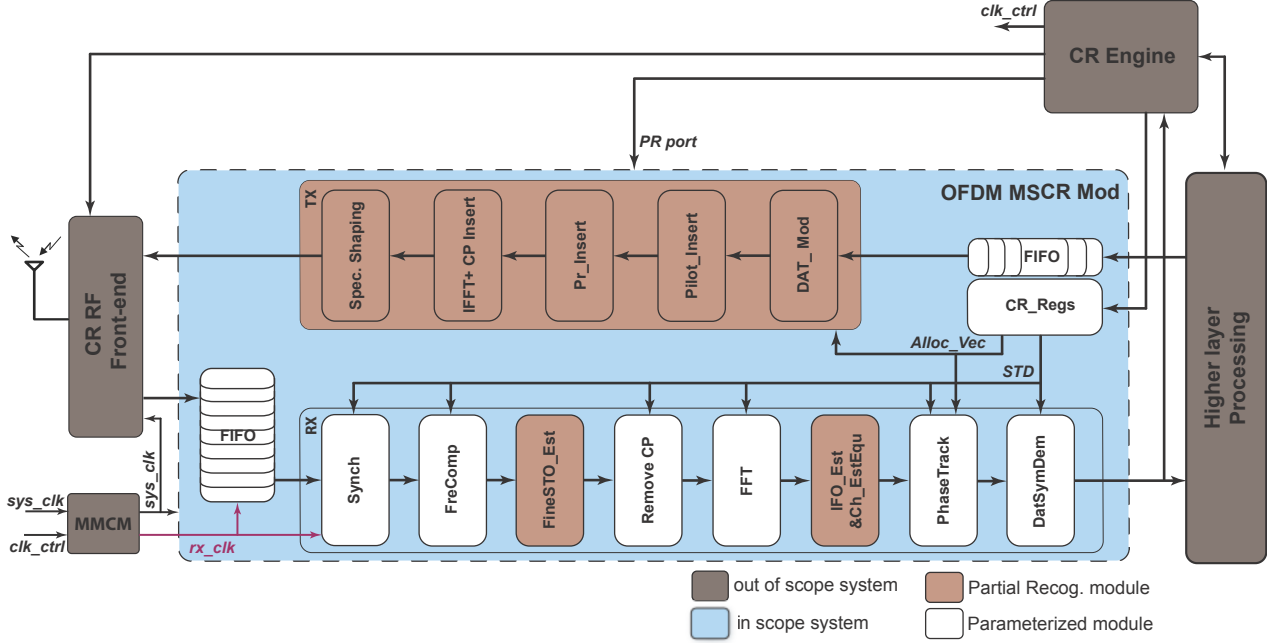 clk_ctrl
CR Engine
PR port
OFDM MSCR Mod
TX
Spec. Shaping
IFFT+ CP Insert
Pr_Insert
Pilot_Insert
DAT_ Mod
FIFO
CR_Regs
Alloc_Vec
STD
CR RF
Front-end
Higher layer
Processing
FIFO
RX
Synch
FreComp
FineSTO_Est
Remove CP
FFT
IFO_Est
&Ch_EstEqu
PhaseTrack
DatSymDem
sys_clk
sys_clk
MMCM
clk_ctrl
rx_clk
out of scope system
Partial Recog. module
in scope system
Parameterized module